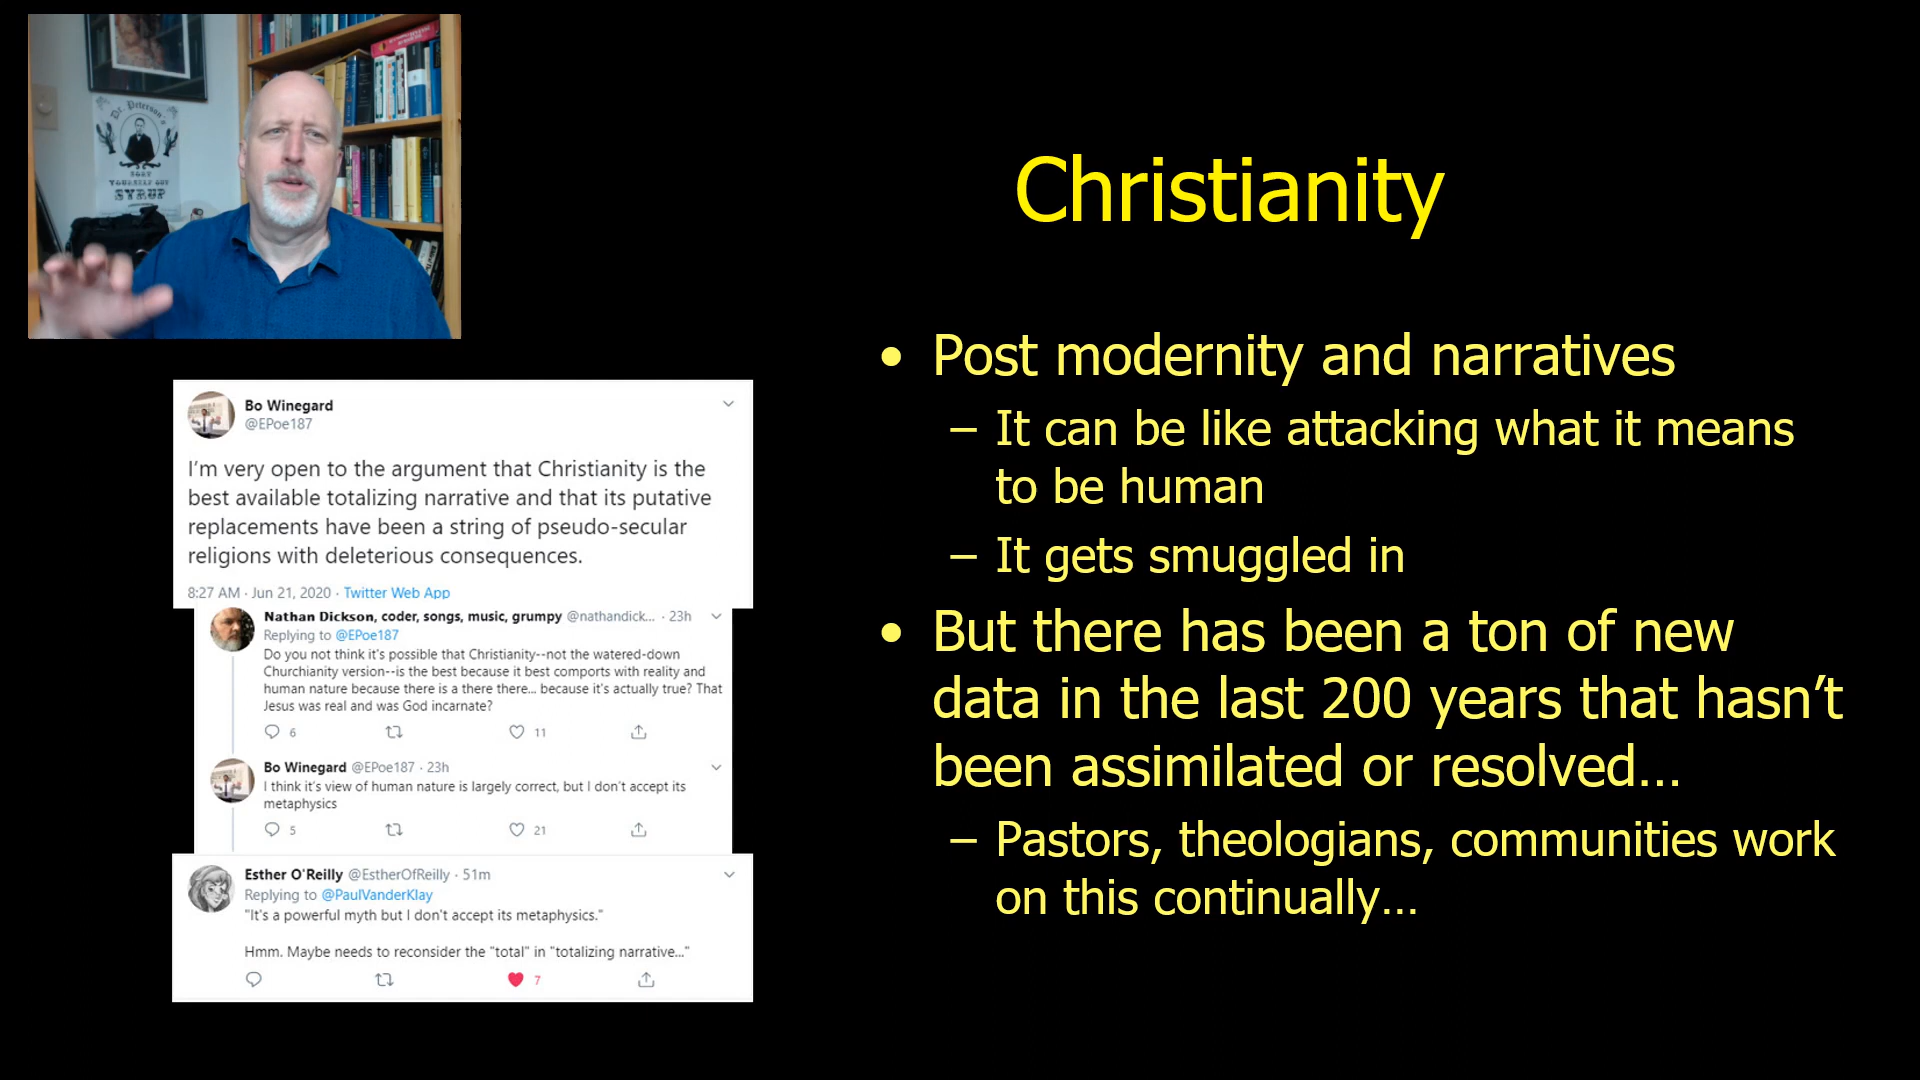 Dr. Peterson's
SYRUP
Christianity
• Post modernity and narratives
– It can be like attacking what it means
to be human
– It gets smuggled in
• But there has been a ton of new
data in the last 200 years that hasn't
been assimilated or resolved...
– Pastors, theologians, communities work
on this continually...
Bo Winegard
@EPoe187
I'm very open to the argument that Christianity is the
best available totalizing narrative and that its putative
replacements have been a string of pseudo-secular
religions with deleterious consequences.
8:27 AM · Jun 21, 2020 · Twitter Web App
Nathan Dickson, coder, songs, music, grumpy @nathandick... · 23h
Replying to @EPoe187
Do you not think it's possible that Christianity--not the watered-down
Churchianity version--is the best because it best comports with reality and
human nature because there is a there there... because it's actually true? That
Jesus was real and was God incarnate?
6 11
Bo Winegard @EPoe187 · 23h
I think it's view of human nature is largely correct, but I don't accept its
metaphysics
5 21
Esther O'Reilly @EstherOfReilly · 51m
Replying to @PaulVanderKlay
"It's a powerful myth but I don't accept its metaphysics."
Hmm. Maybe needs to reconsider the "total" in "totalizing narrative..."
7